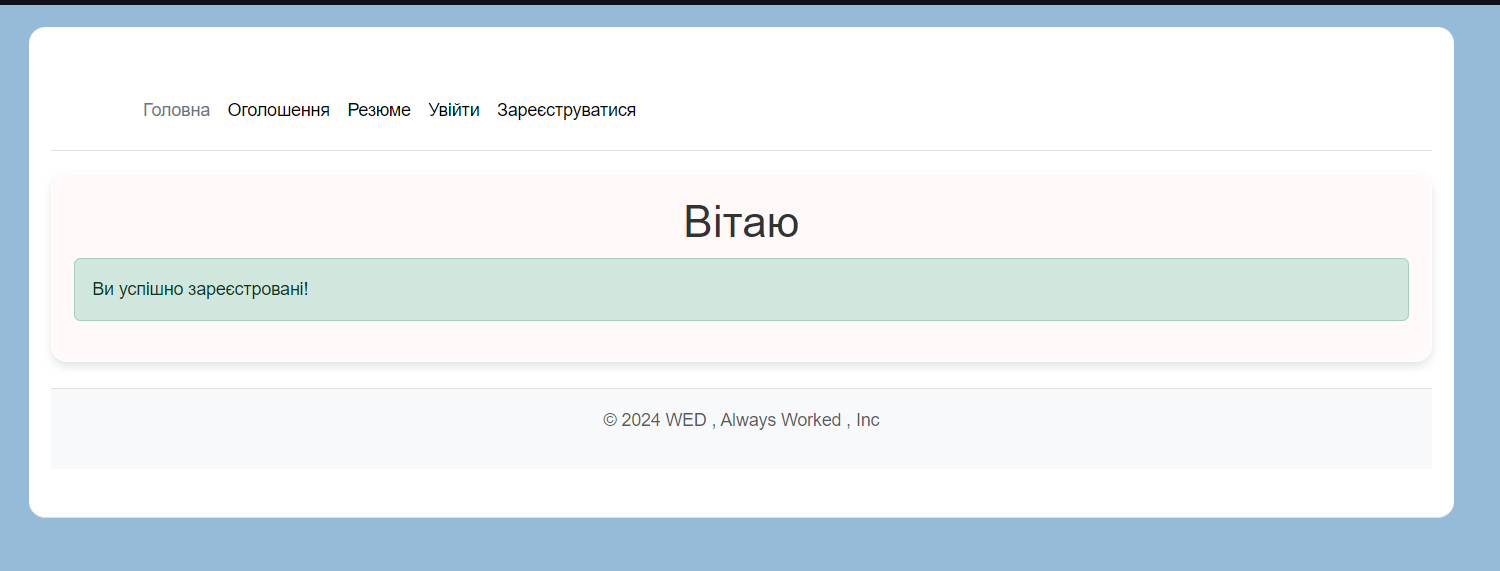 Головна Оголошення Резюме Увійти Зареєструватися
Вітаю
Ви успішно зареєстровані!
© 2024 WED , Always Worked , Inc